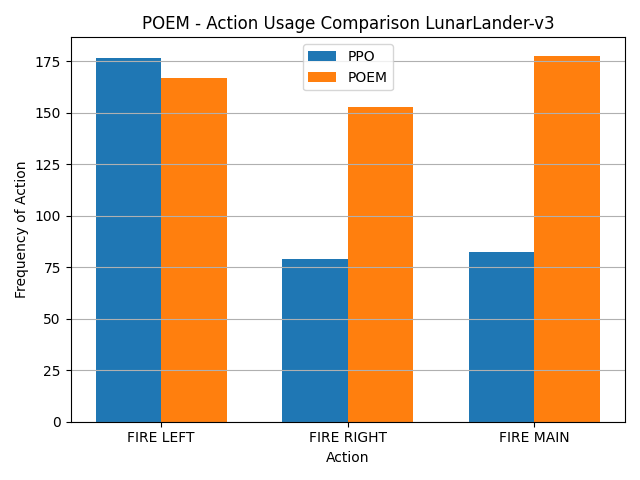 POEM - Action Usage Comparison LunarLander-v3
PPO
POEM
Frequency of Action
175
150
125
100
75
50
25
0
FIRE LEFT
FIRE RIGHT
FIRE MAIN
Action